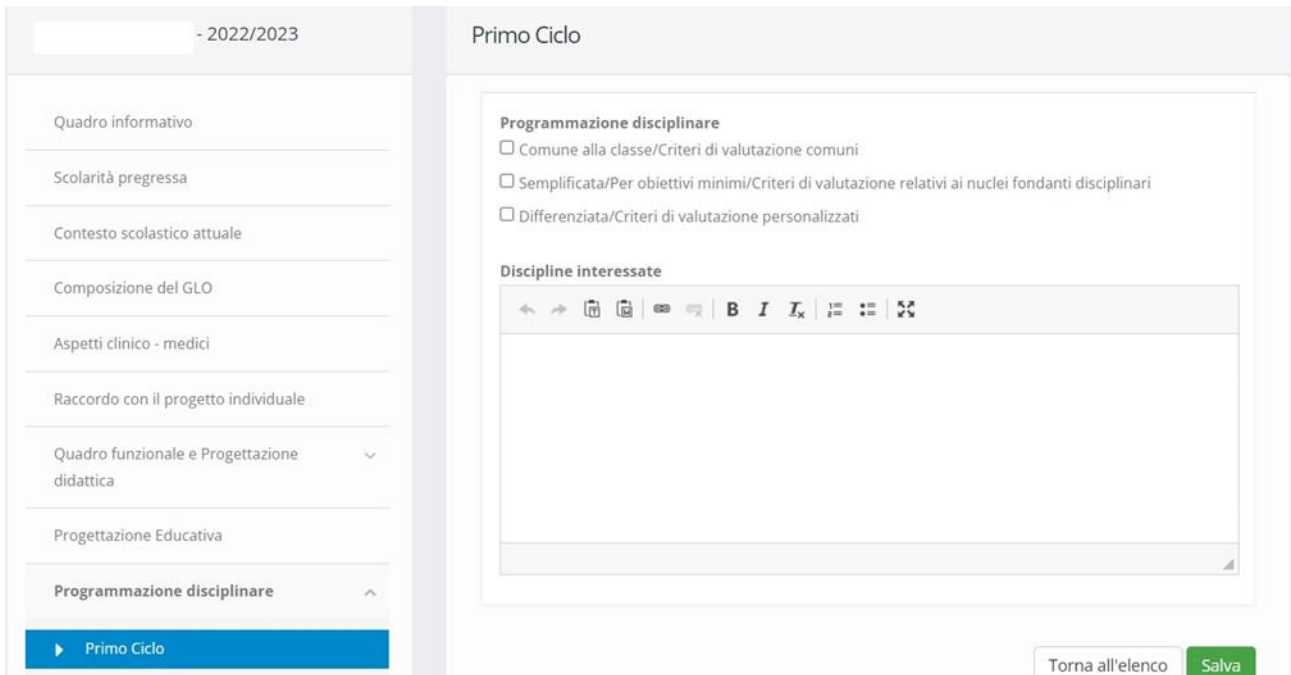 - 2022/2023
Quadro informativo
Scolarità pregressa
Contesto scolastico attuale
Composizione del GLO
Aspetti clinico - medici
Raccordo con il progetto individuale
Quadro funzionale e Progettazione
didattica
Progettazione Educativa
Programmazione disciplinare
Primo Ciclo
Primo Ciclo
Programmazione disciplinare
Comune alla classe/Criteri di valutazione comuni
Semplificata/Per obiettivi minimi/Criteri di valutazione relativi ai nuclei fondanti disciplinari
Differenziata/Criteri di valutazione personalizzati
Discipline interessate
B I Tx
Torna all'elenco Salva